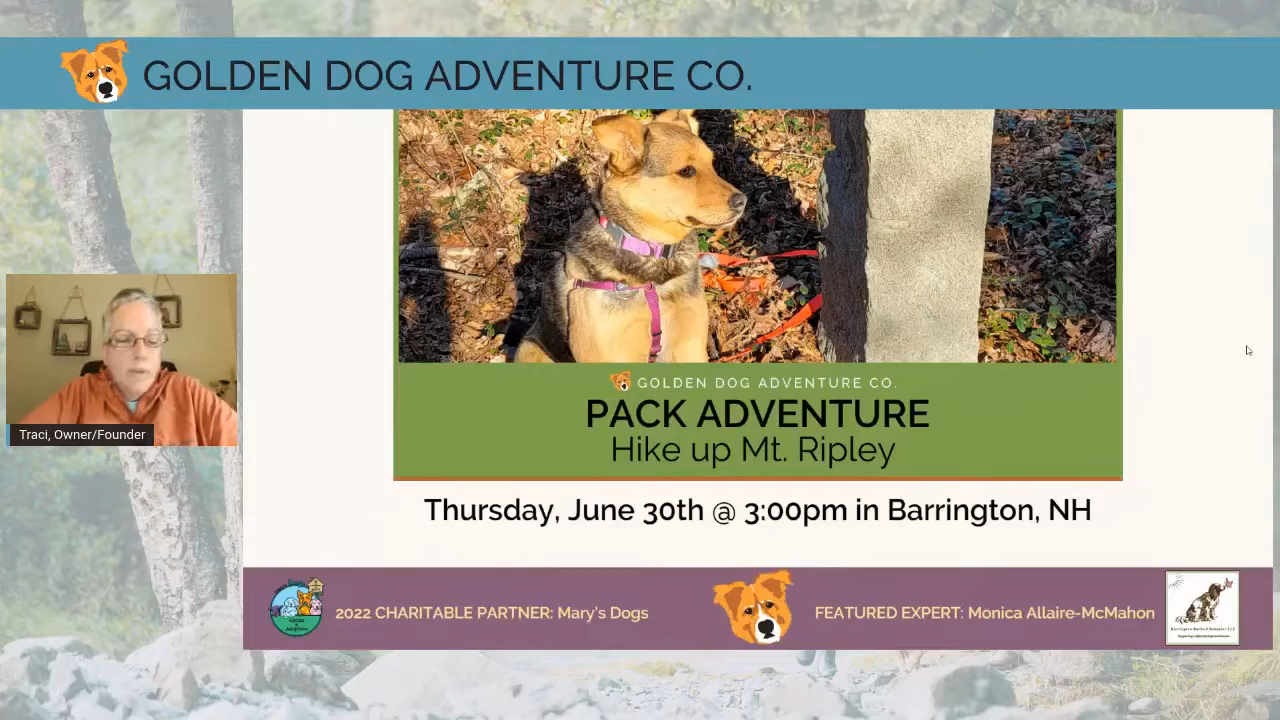 GOLDEN DOG ADVENTURE CO.
GOLDEN DOG ADVENTURE CO.
PACK ADVENTURE
Hike up Mt. Ripley
Traci, Owner/Founder
Thursday, June 30th @ 3:00pm in Barrington, NH
2022 CHARITABLE PARTNER: Mary's Dogs
FEATURED EXPERT: Monica Allaire-McMahon